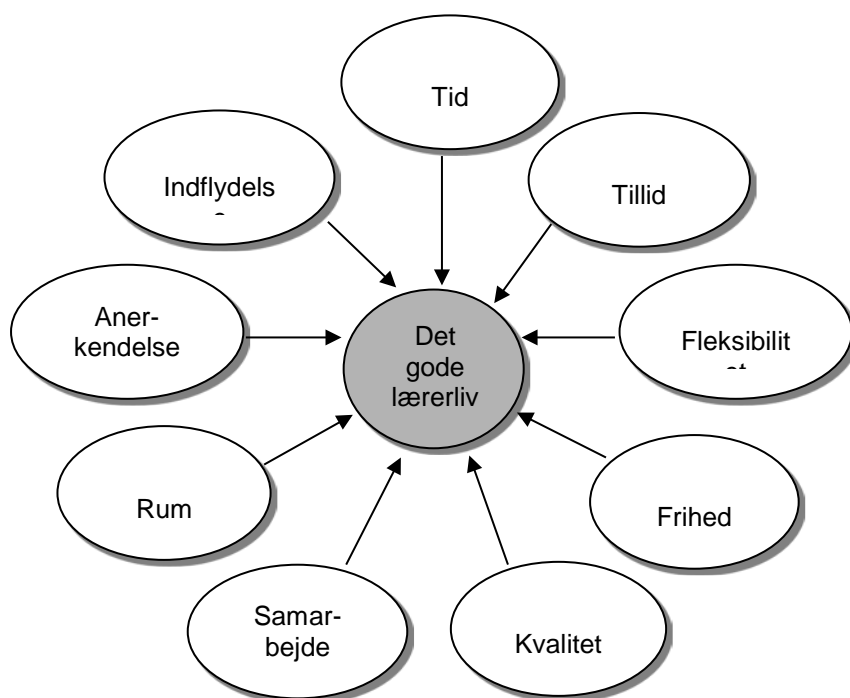 Tid
Indflydels
Tillid
Aner-
kendelse
Det
gode
lærerliv
Fleksibilit
Rum
Frihed
Samar-
bejde
Kvalitet